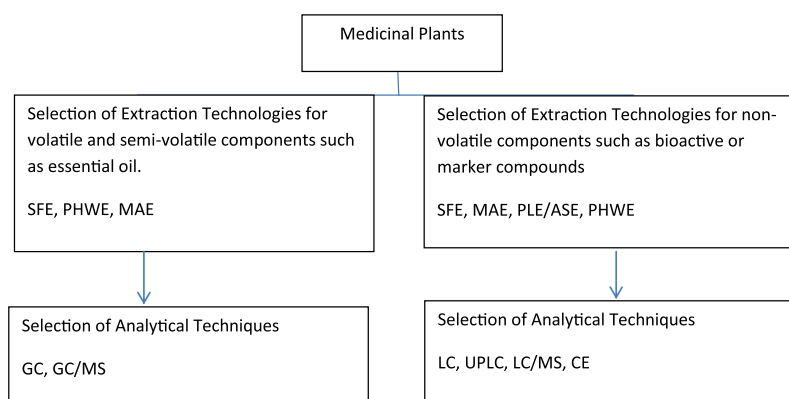 Medicinal Plants
Selection of Extraction Technologies for
volatile and semi-volatile components such
as essential oil.
SFE, PHWE, MAE
Selection of Extraction Technologies for non-
volatile components such as bioactive or
marker compounds
SFE, MAE, PLE/ASE, PHWE
Selection of Analytical Techniques
GC, GC/MS
Selection of Analytical Techniques
LC, UPLC, LC/MS, CE